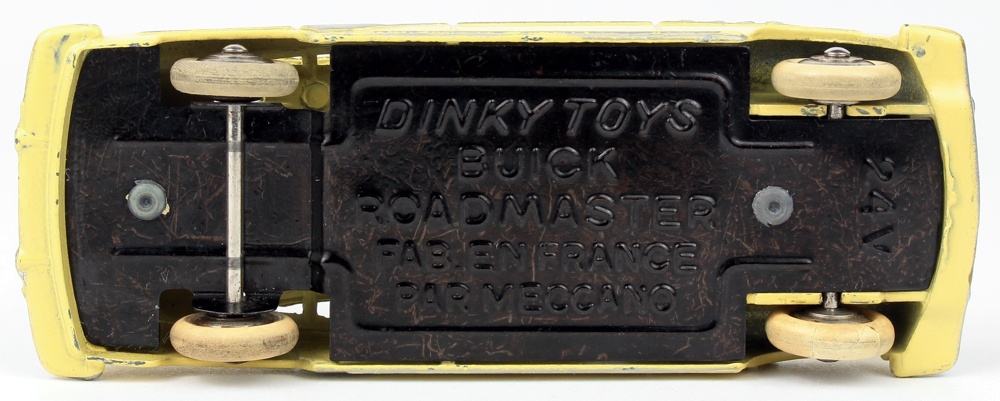 DINKY TOYS
BUICK
ROADMASTER
FAB. EN FRANCE
PAR MECCANO
24V